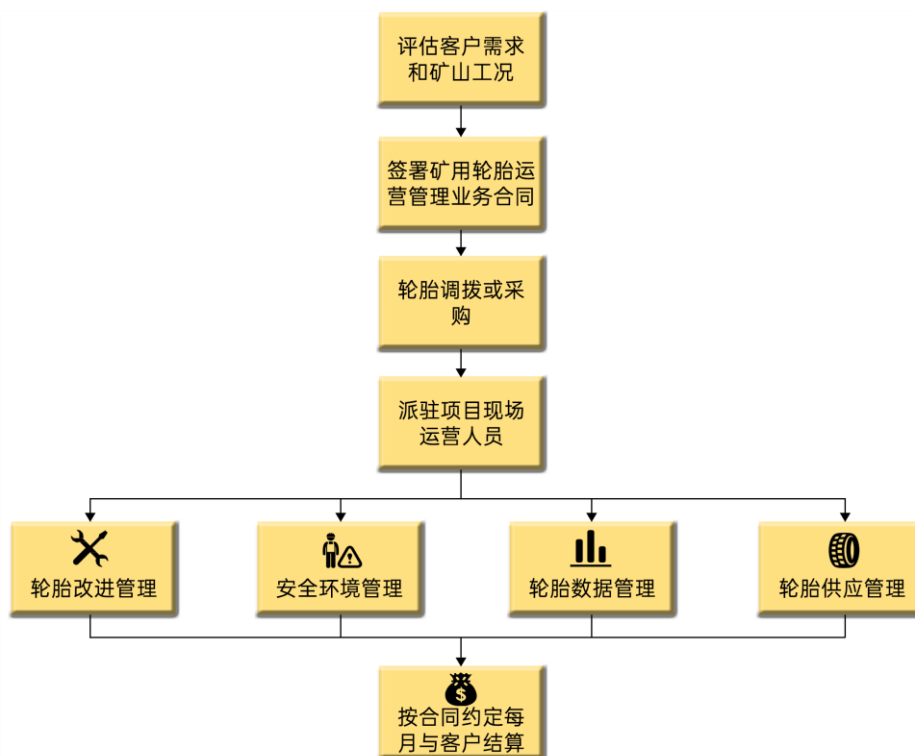 评估客户需求
和矿山工况
签署矿用轮胎运
营管理业务合同
轮胎调拨或采
购
派驻项目现场
运营人员
轮胎改进管理
安全环境管理
轮胎数据管理
轮胎供应管理
$
按合同约定每
月与客户结算